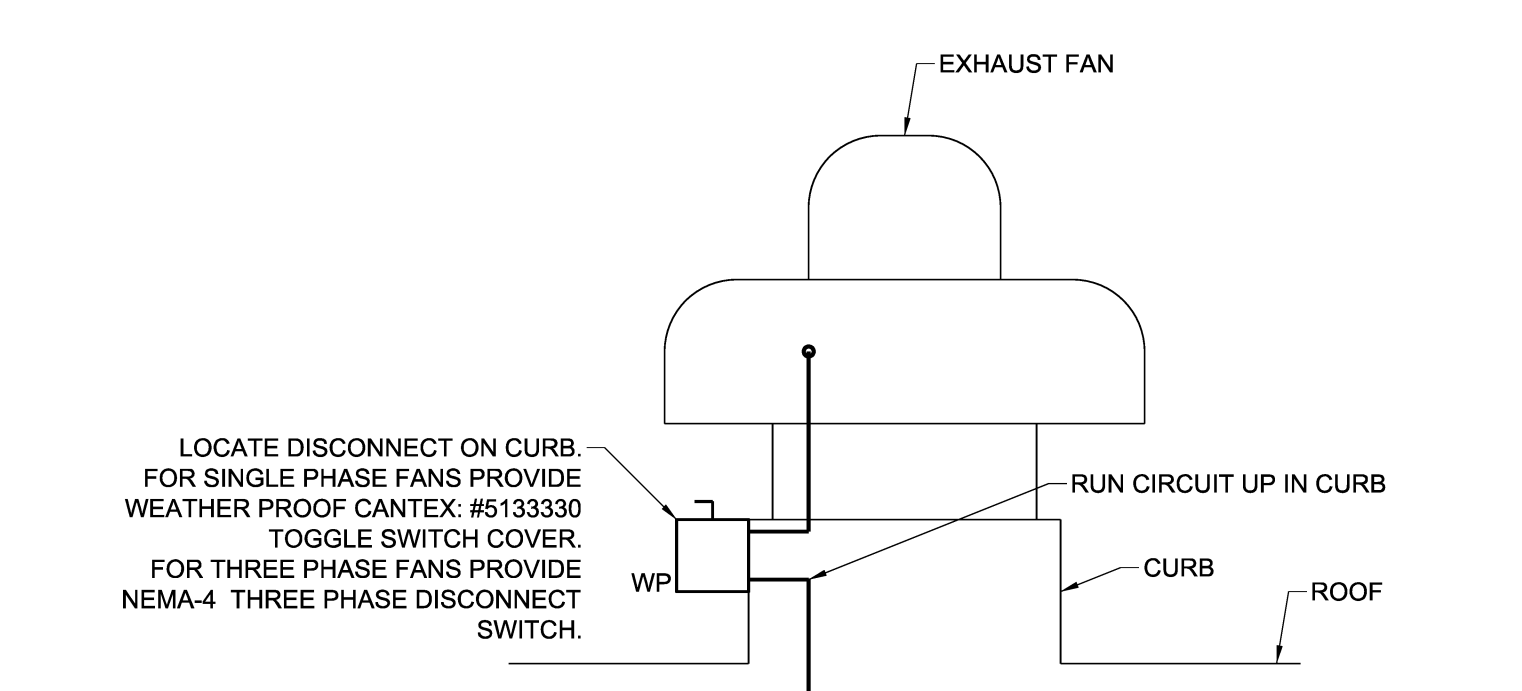 EXHAUST FAN
LOCATE DISCONNECT ON CURB.
FOR SINGLE PHASE FANS PROVIDE
WEATHER PROOF CANTEX: #5133330
TOGGLE SWITCH COVER.
FOR THREE PHASE FANS PROVIDE
NEMA-4  THREE PHASE DISCONNECT
SWITCH.
WP
RUN CIRCUIT UP IN CURB
CURB
ROOF